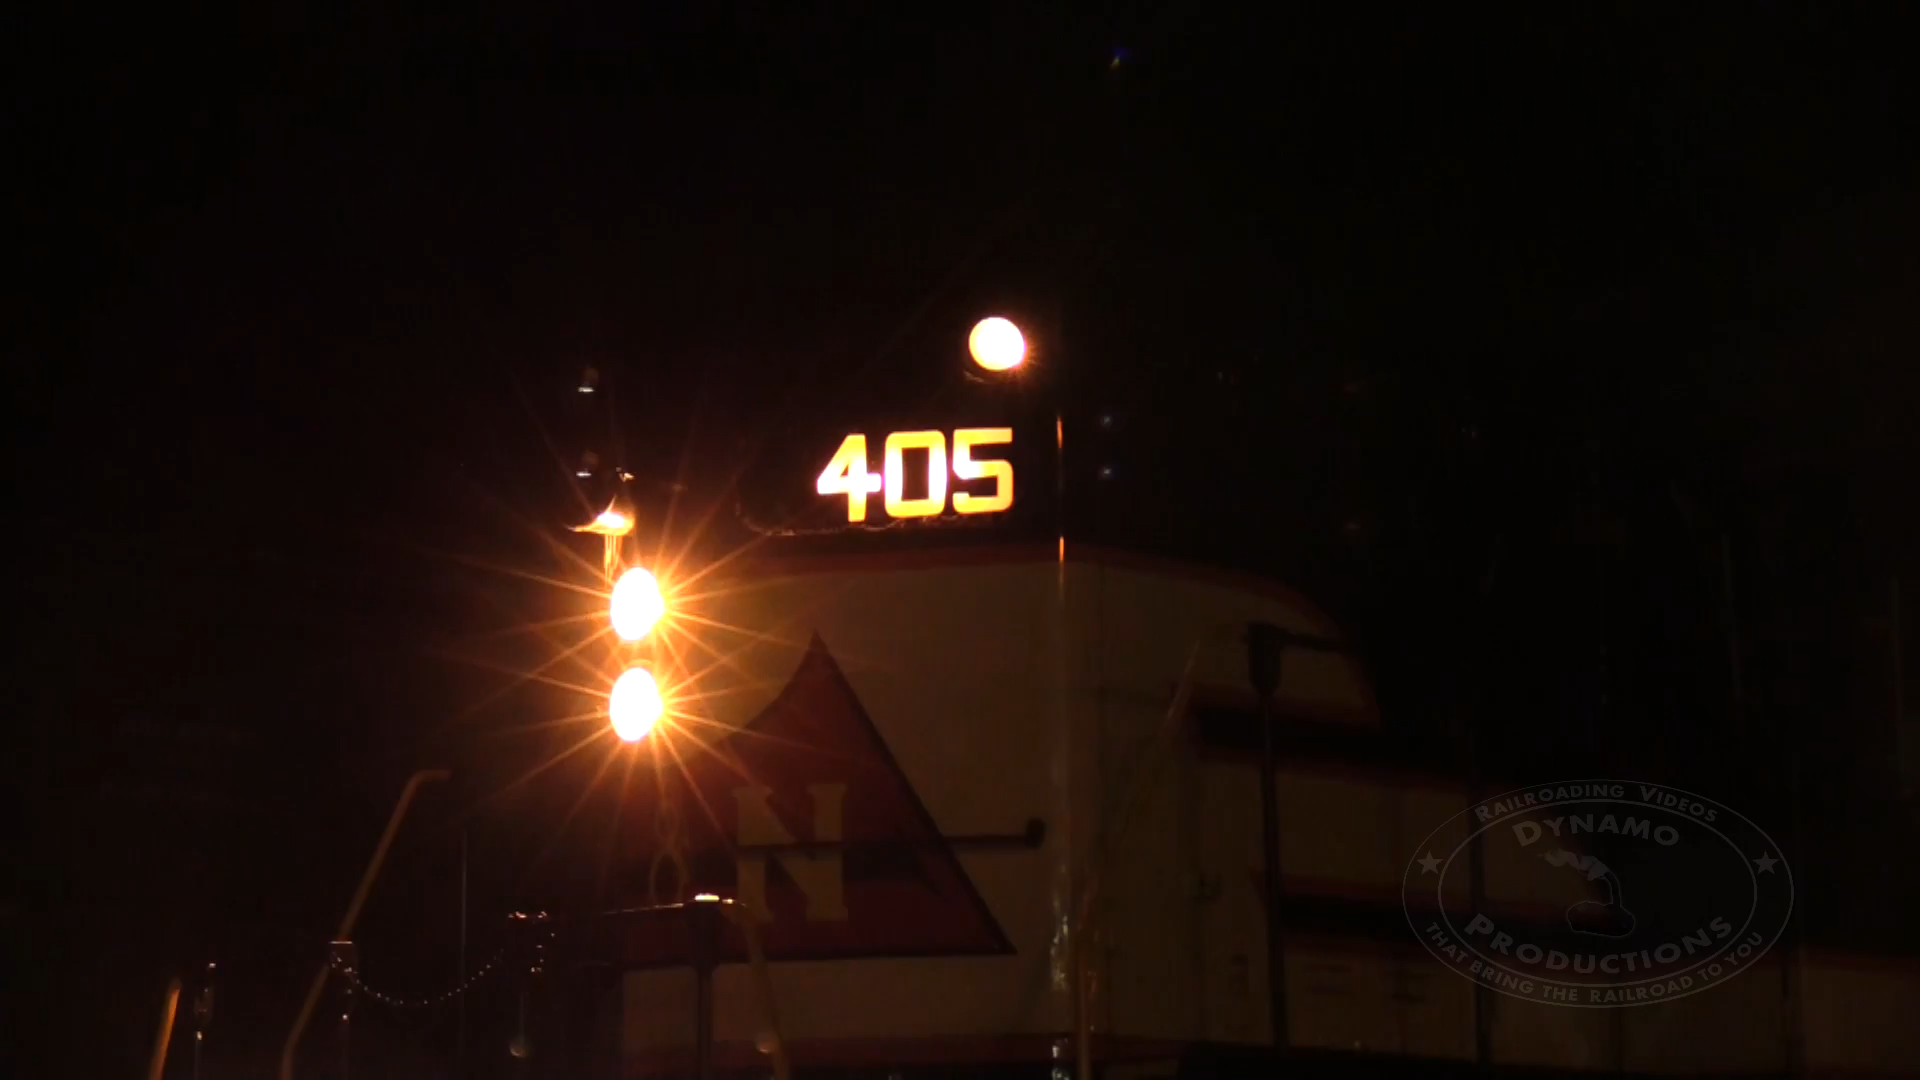 405
N
RAILROADING VIDEOS
DYNAMO
PRODUCTIONS
THAT BRING THE RAILROAD TO YOU